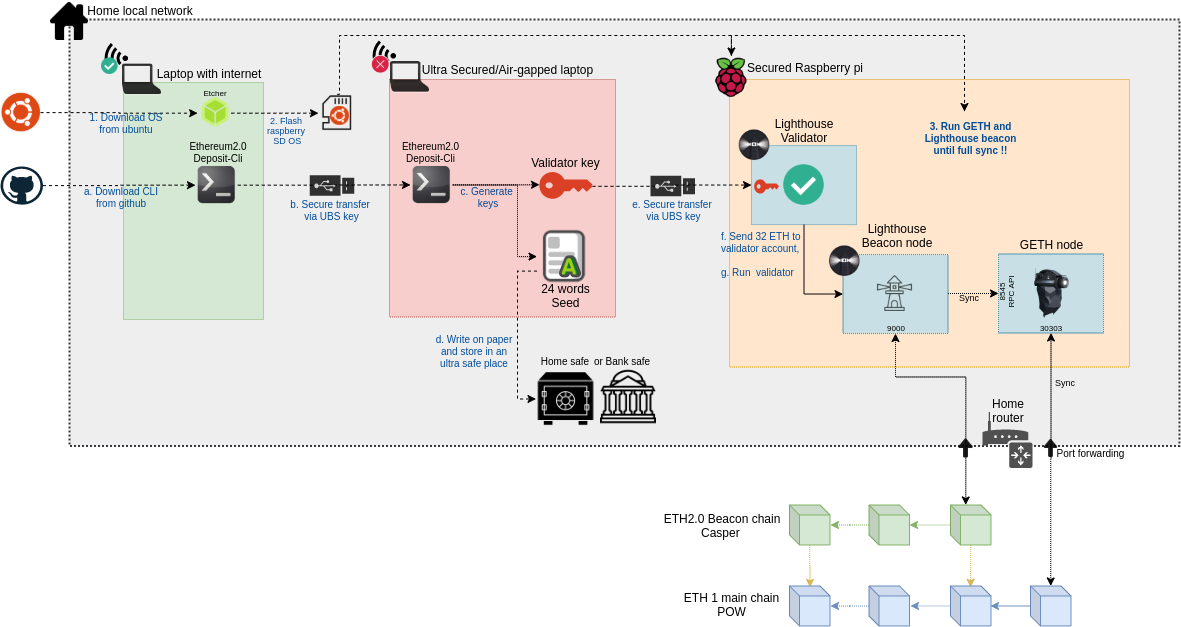 Home local network
Laptop with internet
Etcher
1. Download OS
from ubuntu
2. Flash
raspberry
SD OS
Ethereum2.0
Deposit-Cli
a. Download CLI
from github
b. Secure transfer
via UBS key
Ultra Secured/Air-gapped laptop
Ethereum2.0
Deposit-Cli
Validator key
c. Generate
keys
24 words
Seed
A
d. Write on paper
and store in an
ultra safe place
Home safe or Bank safe
e. Secure transfer
via UBS key
Secured Raspberry pi
3. Run GETH and
Lighthouse beacon
until full sync !!
Lighthouse
Validator
f. Send 32 ETH to
validator account,
g. Run validator
Lighthouse
Beacon node
9000
Sync
GETH node
8545
RPC API
30303
Sync
Home
router
Port forwarding
ETH2.0 Beacon chain
Casper
ETH 1 main chain
POW